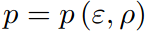 p = p (ε, ρ)